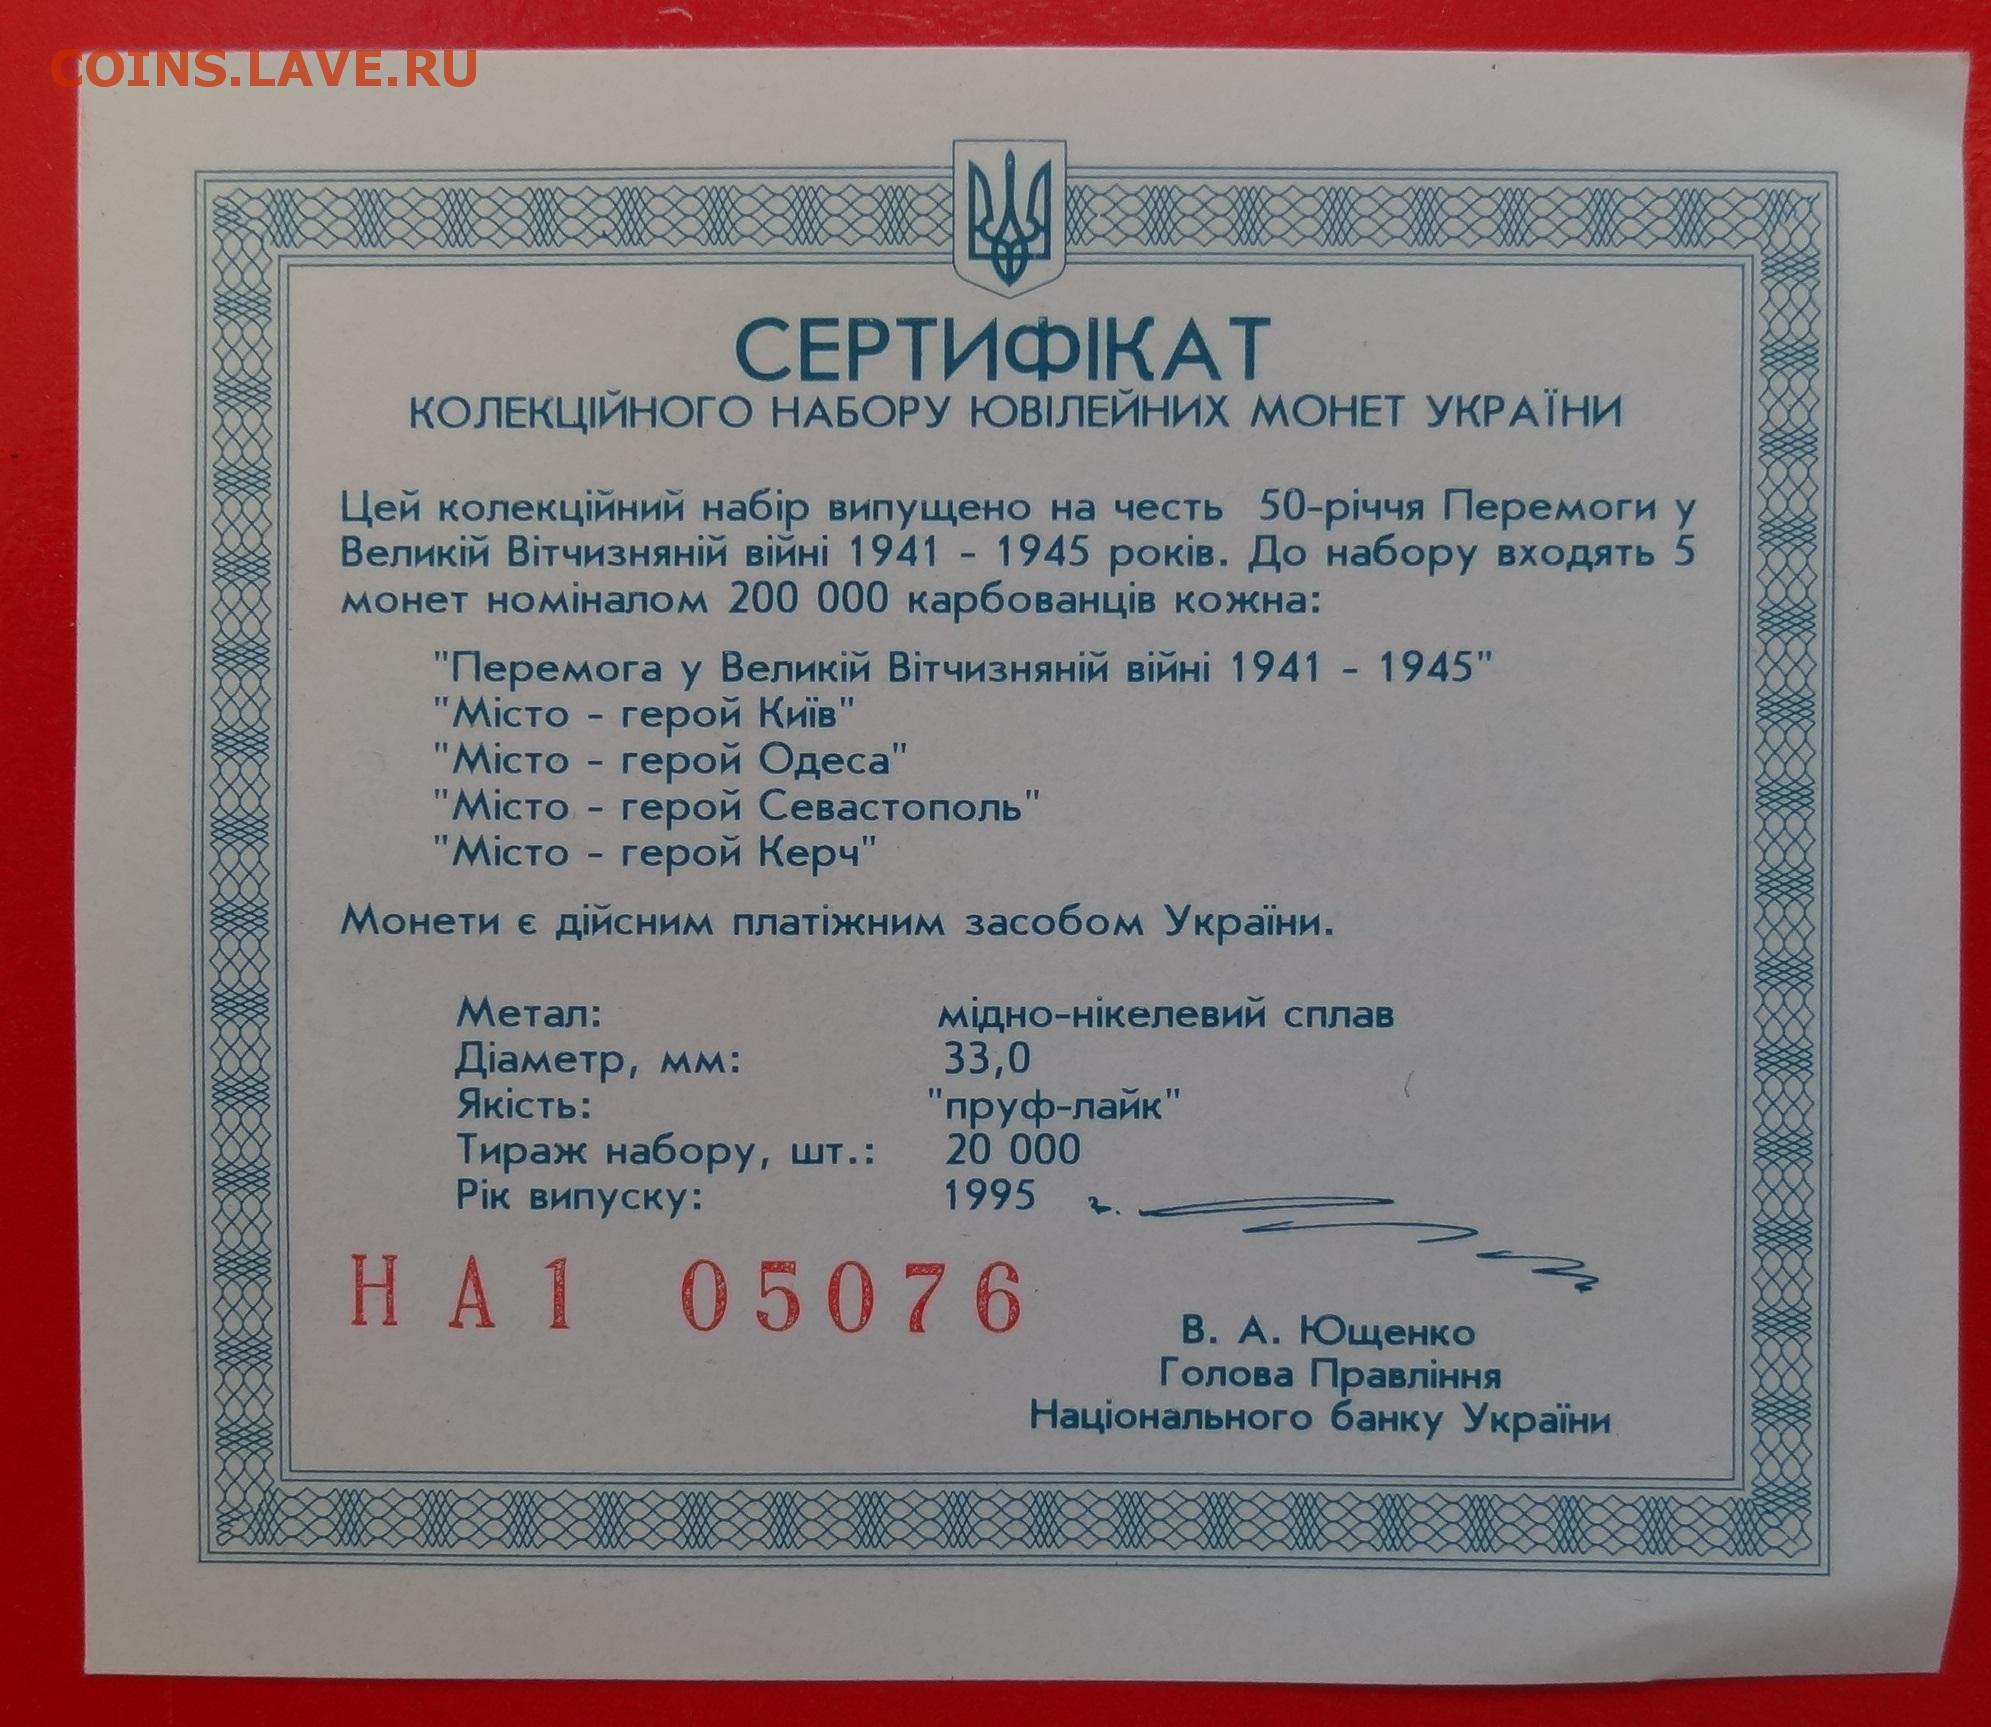 COINS.LAVE.RU
СЕРТИФІКАТ
КОЛЕКЦІЙНОГО НАБОРУ ЮВІЛЕЙНИХ МОНЕТ УКРАЇНИ
Цей колекційний набір випущено на честь 50-річчя Перемоги у
Великій Вітчизняній війні 1941 - 1945 років. До набору входять 5
монет номіналом 200 000 карбованців кожна:
"Перемога у Великій Вітчизняній війні 1941 - 1945"
"Місто - герой Київ"
"Місто - герой Одеса"
"Місто - герой Севастополь"
"Місто - герой Керч"
Монети є дійсним платіжним засобом України.
Метал: мідно-нікелевий сплав
Діаметр, мм: 33,0
Якість: "пруф-лайк"
Тираж набору, шт.: 20 000
Рік випуску: 1995
НА1 05076
В. А. Ющенко
Голова Правління
Національного банку України